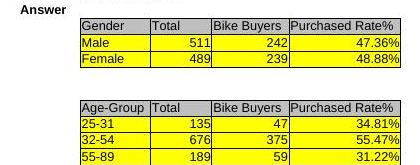 Answer
Gender Total Bike Buyers Purchased Rate%
Male 511 242 47.36%
Female 489 239 48.88%
Age-Group Total Bike Buyers Purchased Rate%
25-31 135 47 34.81%
32-54 676 375 55.47%
55-89 189 59 31.22%